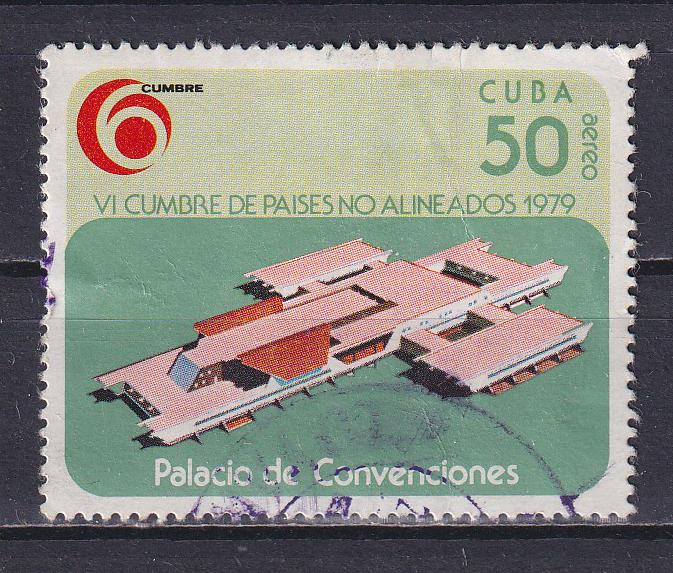 CUMBRE
CUBA
50
aereo
VI CUMBRE DE PAISES NO ALINEADOS 1979
Palacio de Convenciones